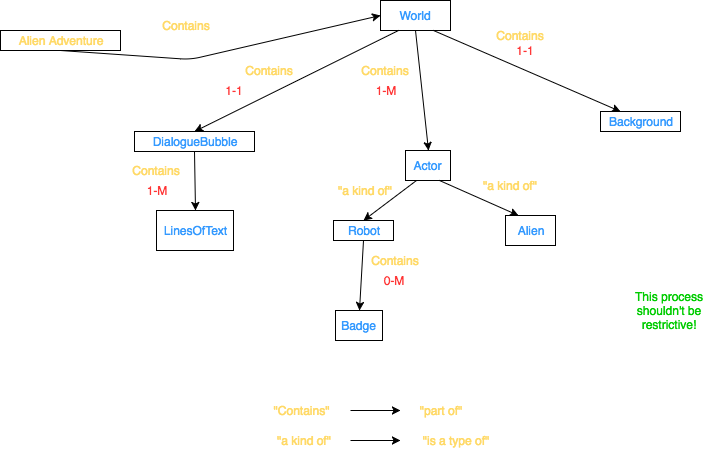 World
Contains
Alien Adventure
Contains
1-1
Contains
1-1
Contains
1-M
Background
DialogueBubble
Actor
Contains
1-M
"a kind of"
"a kind of"
LinesOfText
Robot
Alien
Contains
0-M
Badge
This process
shouldn't be
restrictive!
"Contains" "part of"
"a kind of" "is a type of"